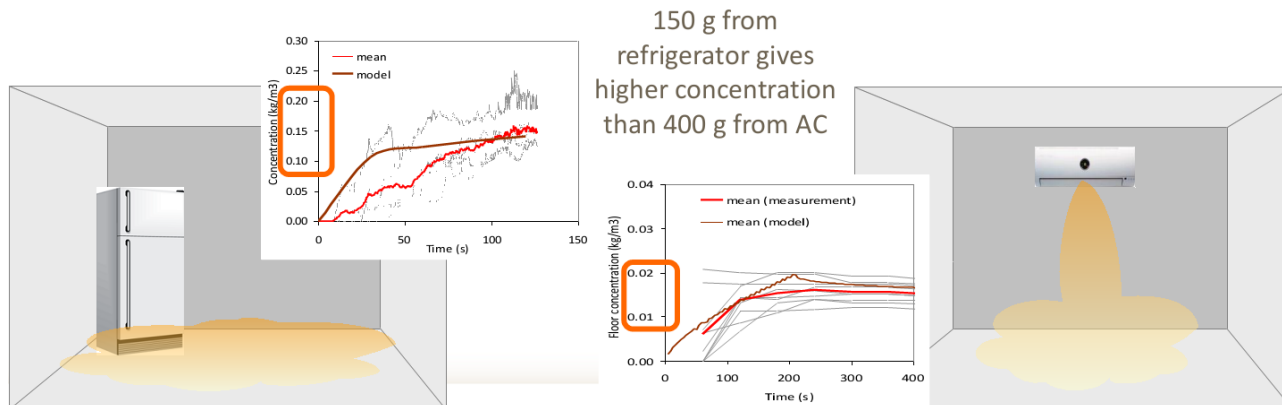 150 g from
refrigerator gives
higher concentration
than 400 g from AC
Concentration (kg/m3)
0.30
0.25
0.20
0.15
0.10
0.05
0.00
mean
model
0
50
100
150
Time (s)
Floor concentration (kg/m3)
0.04
0.03
0.02
0.01
0.00
mean (measurement)
mean (model)
0
100
200
300
400
Time (s)